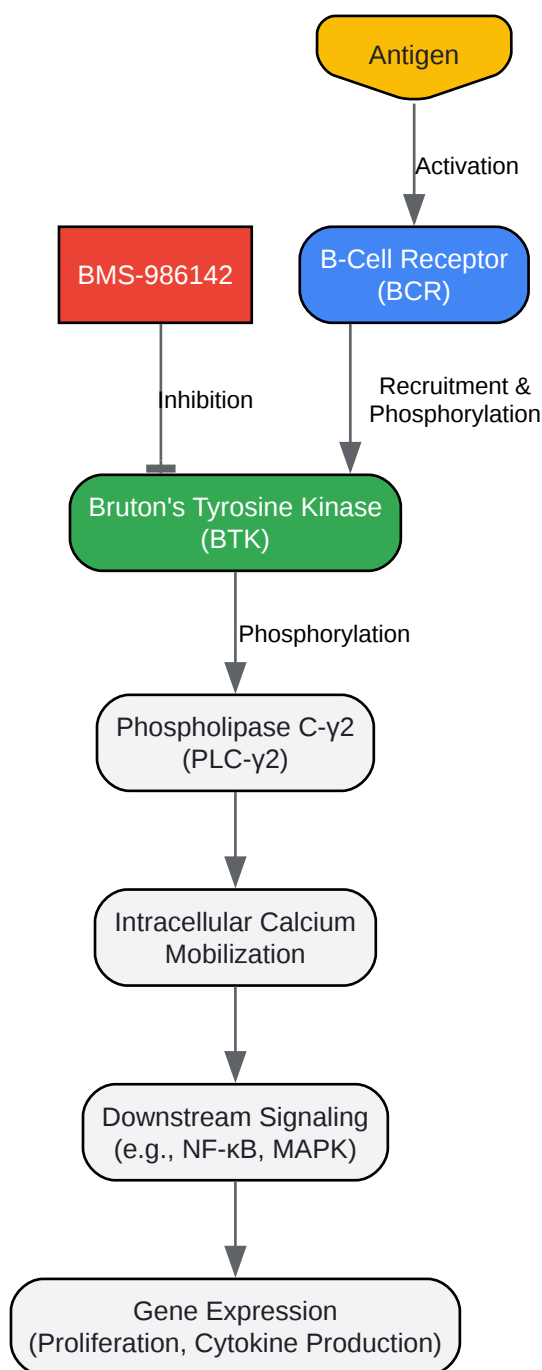 Antigen
Activation
BMS-986142
B-Cell Receptor
(BCR)
Inhibition
Recruitment &
Phosphorylation
Bruton's Tyrosine Kinase
(BTK)
Phosphorylation
Phospholipase C-γ2
(PLC-γ2)
Intracellular Calcium
Mobilization
Downstream Signaling
(e.g., NF-κB, MAPK)
Gene Expression
(Proliferation, Cytokine Production)